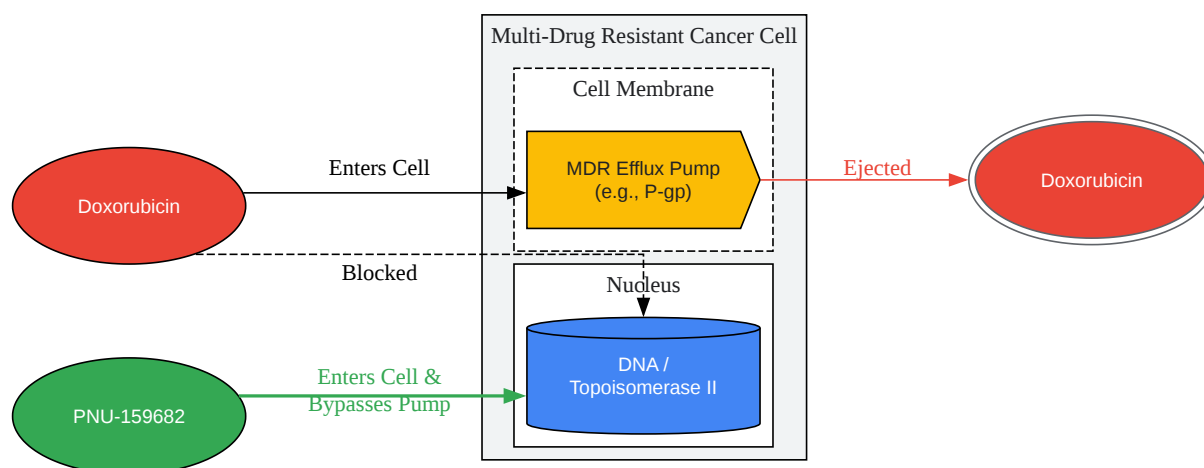 Multi-Drug Resistant Cancer Cell
Cell Membrane
MDR Efflux Pump
(e.g., P-gp)
Enters Cell
Ejected
Doxorubicin
Doxorubicin
Blocked
Nucleus
DNA /
Topoisomerase II
Enters Cell &
Bypasses Pump
PNU-159682